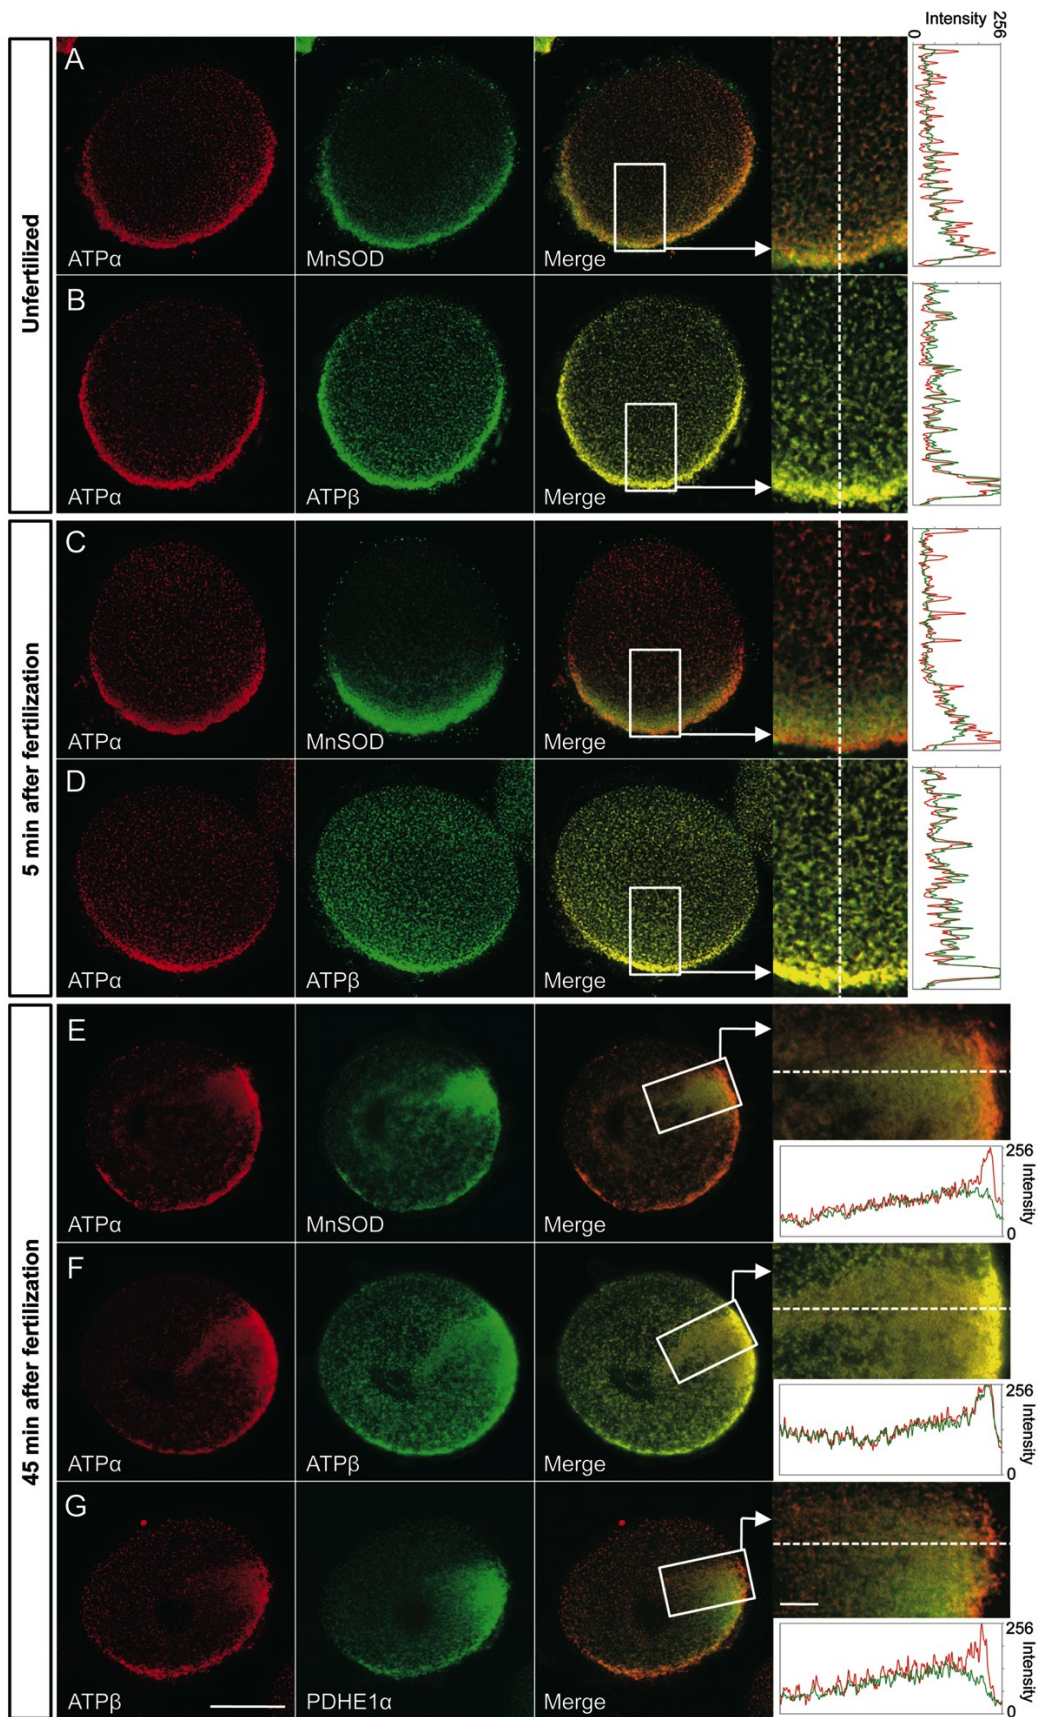 Intensity
0
256
Unfertilized
A
ATPα
MnSOD
Merge
B
ATPα
ATPβ
Merge
5 min after fertilization
C
ATPα
MnSOD
Merge
D
ATPα
ATPβ
Merge
45 min after fertilization
E
ATPα
MnSOD
Merge
256
Intensity
0
F
ATPα
ATPβ
Merge
256
Intensity
0
G
ATPβ
PDHE1α
Merge
256
Intensity
0